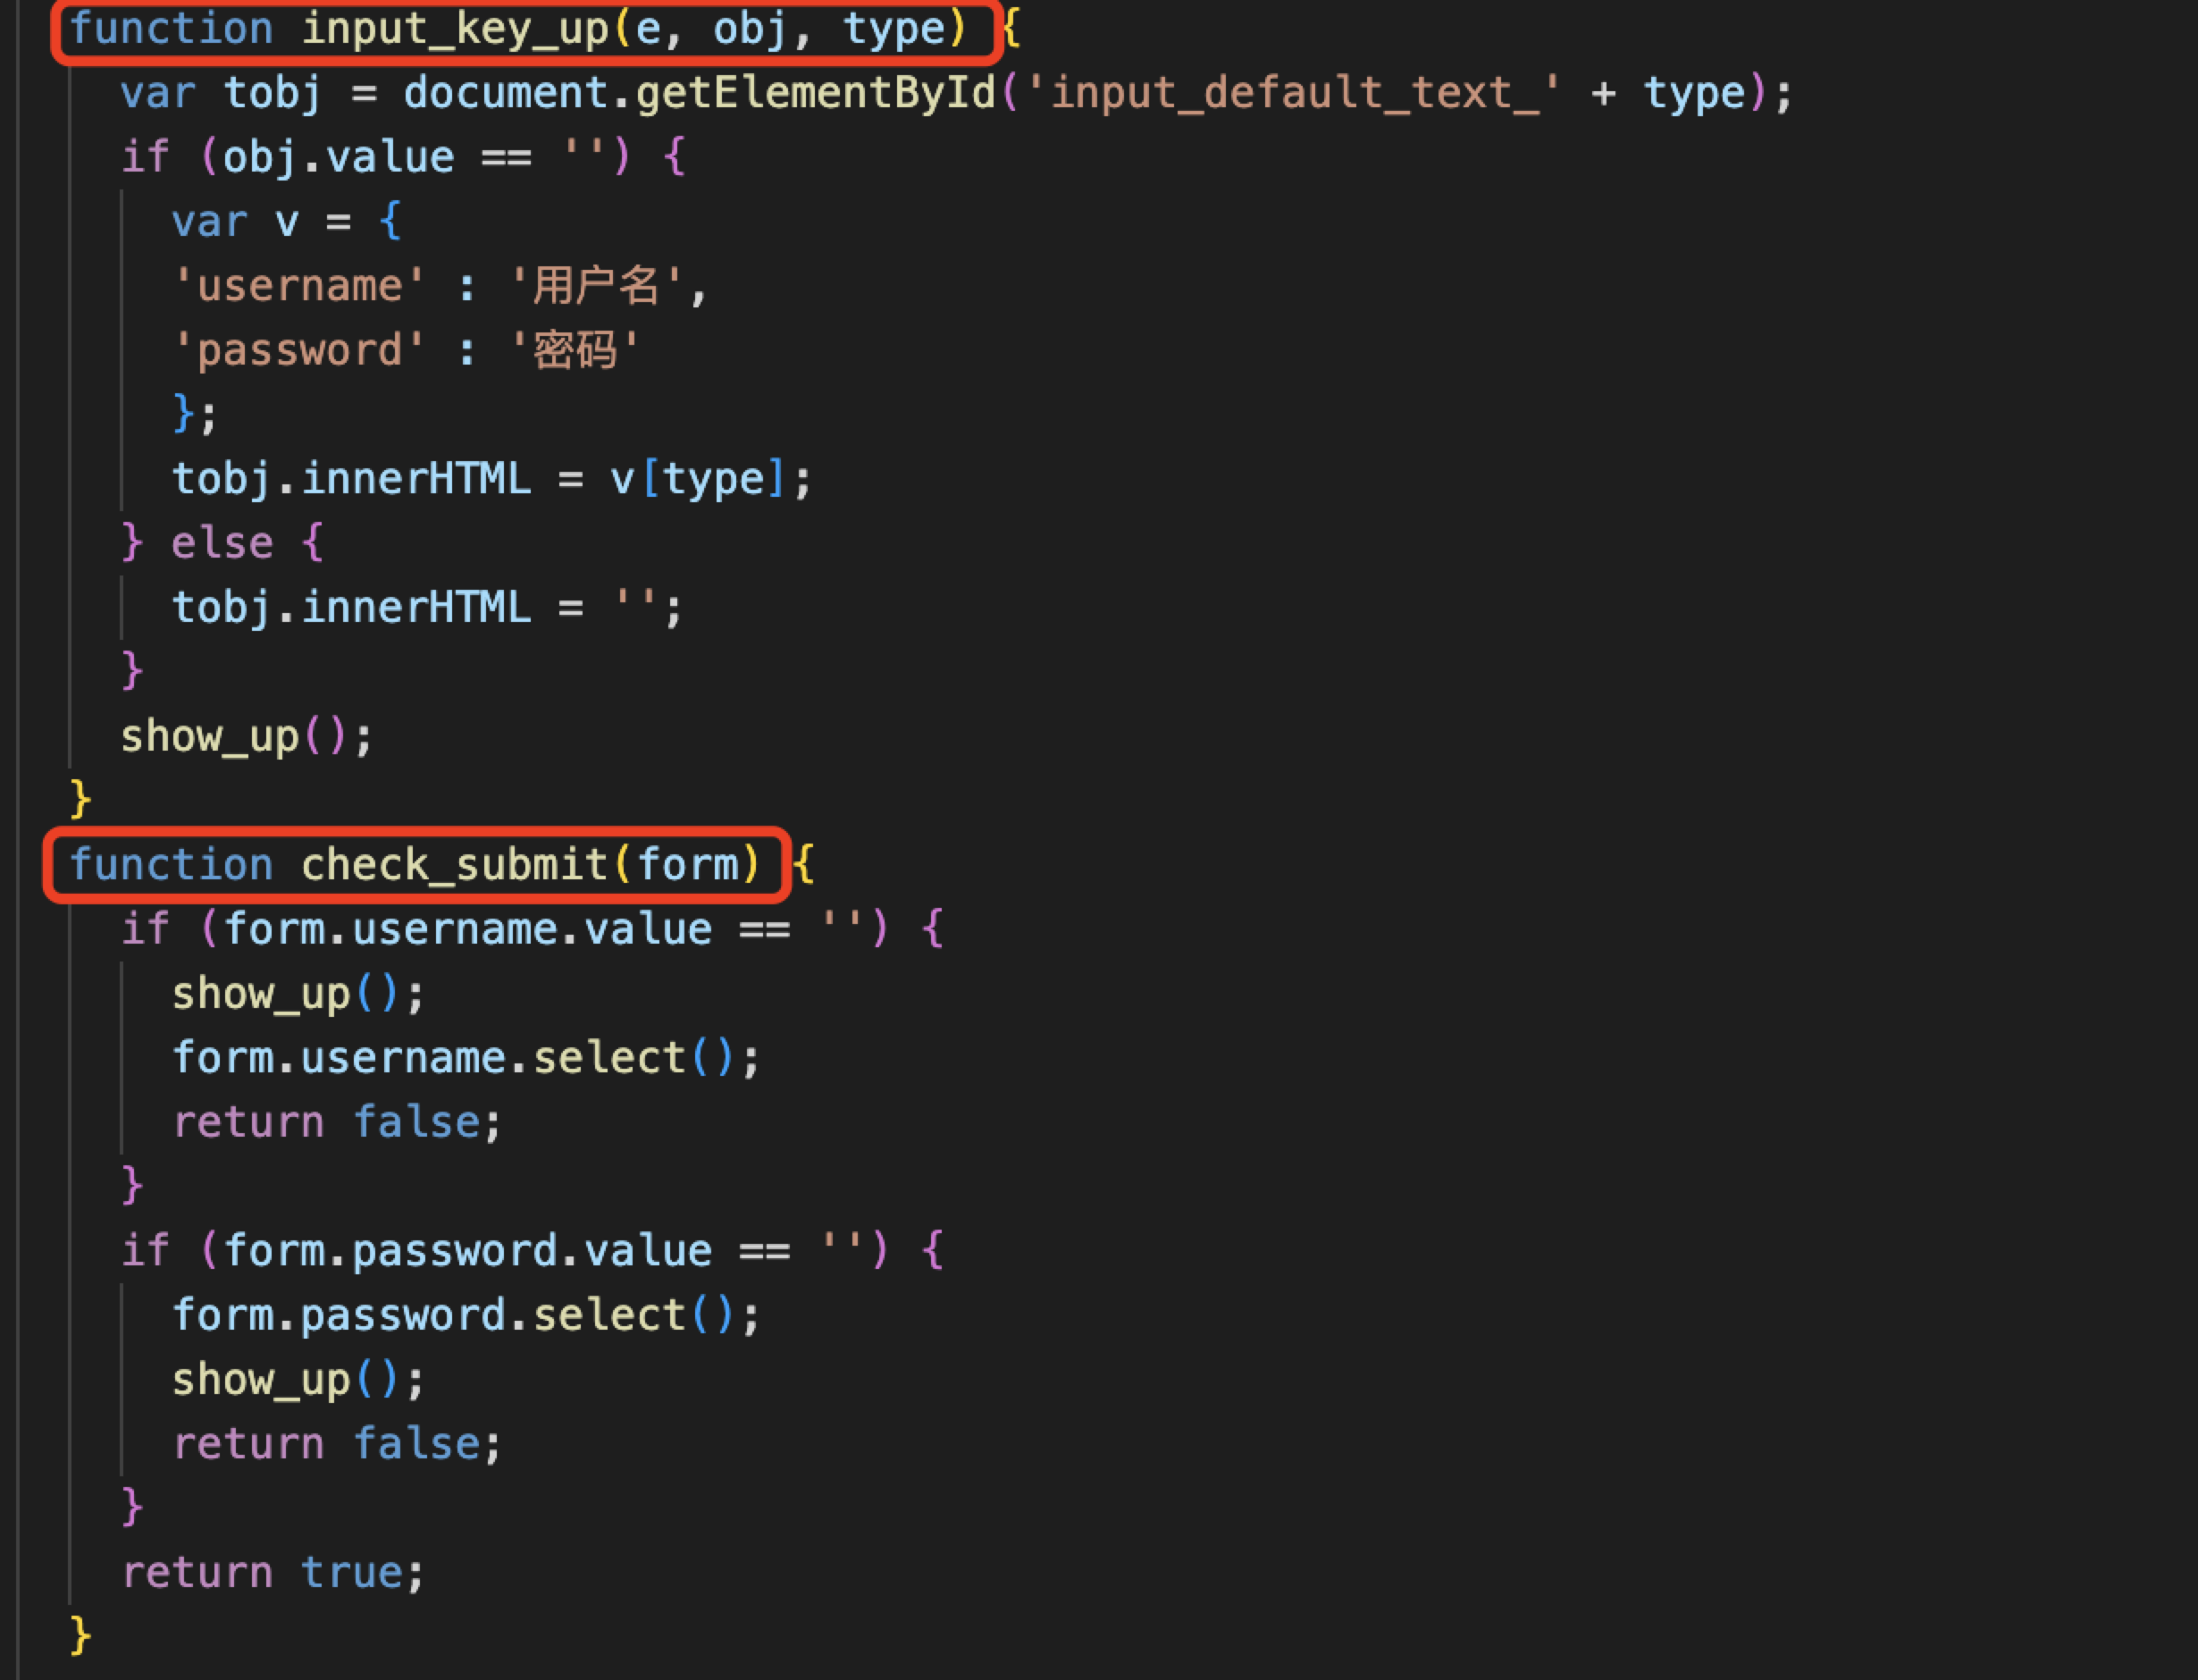 function input_key_up(e, obj, type) {
var tobj = document.getElementById('input_default_text_' + type);
if (obj.value == '') {
var v = {
'username' : '用户名',
'password' : '密码'
};
tobj.innerHTML = v[type];
} else {
tobj.innerHTML = '';
}
show_up();
}
function check_submit(form) {
if (form.username.value == '') {
show_up();
form.username.select();
return false;
}
if (form.password.value == '') {
form.password.select();
show_up();
return false;
}
return true;
}